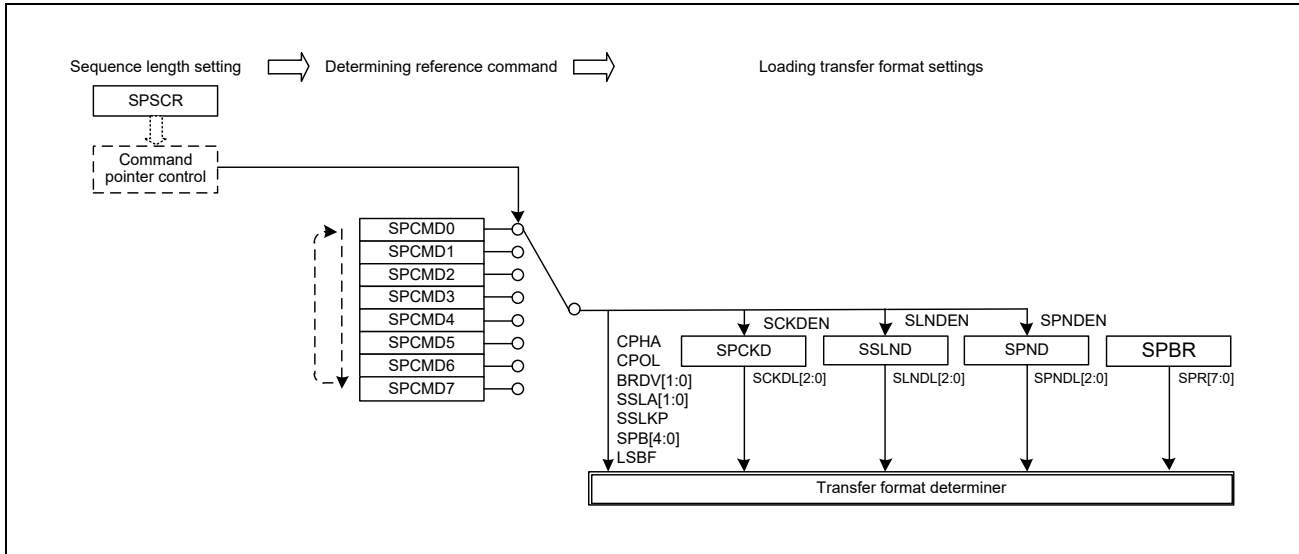 Sequence length setting
Determining reference command
Loading transfer format settings
SPSCR
Command
pointer control
SPCMD0
SPCMD1
SPCMD2
SPCMD3
SPCMD4
SPCMD5
SPCMD6
SPCMD7
CPHA
CPOL
BRDV[1:0]
SSLA[1:0]
SSLKP
SPB[4:0]
LSBF
SCKDEN
SPCKD
SCKDL[2:0]
SLNDEN
SSLND
SLNDL[2:0]
SPNDEN
SPND
SPNDL[2:0]
SPBR
SPR[7:0]
Transfer format determiner